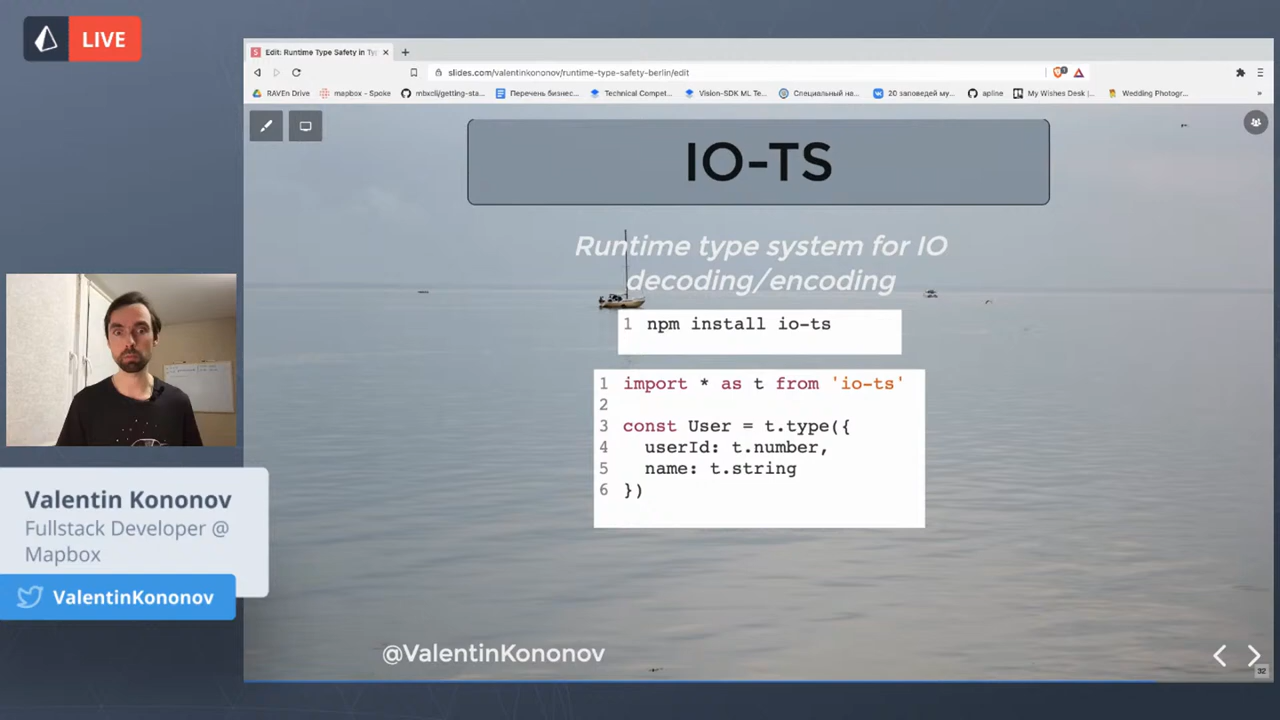 LIVE
Edit: Runtime Type Safety in Ty
slides.com/valentinkononov/runtime-type-safety-berlin/edit
RAVEn Drive
mapbox - Spoke
mbxcli/getting-sta...
Перечень бизнес...
Technical Compet...
Vision-SDK ML Te...
Специальный на...
20 заповедей му...
apline
My Wishes Desk |...
Wedding Photogr...
»
IO-TS
Runtime type system for IO
decoding/encoding
1 npm install io-ts
1 import * as t from 'io-ts'
2
3 const User = t.type({
4 userId: t.number,
5 name: t.string
6 })
Valentin Kononov
Fullstack Developer @
Mapbox
ValentinKononov
@ValentinKononov
32